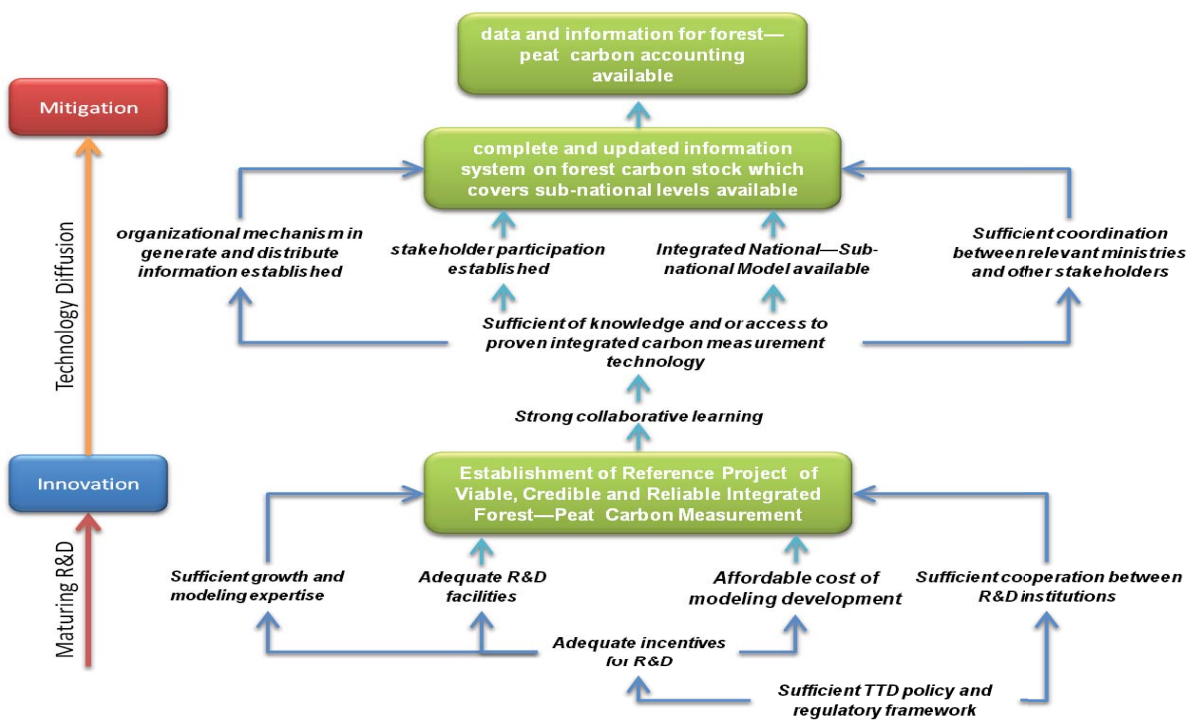 data and information for forest—
peat carbon accounting
available
Mitigation
complete and updated information
system on forest carbon stock which
covers sub-national levels available
organizational mechanism in
generate and distribute
information established
stakeholder participation
established
Integrated National—Sub-
national Model available
Sufficient coordination
between relevant ministries
and other stakeholders
Technology Diffusion
Sufficient of knowledge and or access to
proven integrated carbon measurement
technology
Strong collaborative learning
Innovation
Establishment of Reference Project of
Viable, Credible and Reliable Integrated
Forest—Peat Carbon Measurement
Maturing R&D
Sufficient growth and
modeling expertise
Adequate R&D
facilities
Affordable cost of
modeling development
Sufficient cooperation between
R&D institutions
Adequate incentives
for R&D
Sufficient TTD policy and
regulatory framework